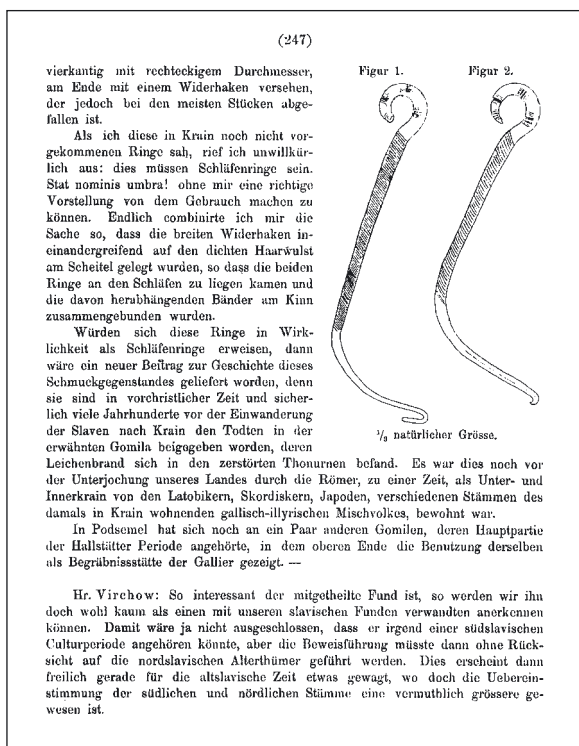 (247)
vierkantig mit rechteckigem Durchmesser,
am Ende mit einem Widerhaken versehen,
der jedoch bei den meisten Stücken abge-
fallen ist.
Als ich diese in Krain noch nicht vor-
gekommenen Ringe sah, rief ich unwillkür-
lich aus: dies müssen Schläfenringe sein.
Stat nominis umbra! ohne mir eine richtige
Vorstellung von dem Gebrauch machen zu
können. Endlich combinirte ich mir die
Sache so, dass die breiten Widerhaken in-
einandergreifend auf den dichten Haarwulst
am Scheitel gelegt wurden, so dass die beiden
Ringe an den Schläfen zu liegen kamen und
die davon herabhängenden Bänder am Kinn
zusammengebunden wurden.
Würden sich diese Ringe in Wirk-
lichkeit als Schläfenringe erweisen, dann
wäre ein neuer Beitrag zur Geschichte dieses
Schmuckgegenstandes geliefert worden, denn
sie sind in vorchristlicher Zeit und sicher-
lich viele Jahrhunderte vor der Einwanderung
der Slaven nach Krain den Todten in der
erwähnten Gomila beigegeben worden, deren
Figur 1.
Figur 2.
1/3 natürlicher Grösse.
Leichenbrand sich in den zerstörten Thonurnen befand. Es war dies noch vor
der Unterjochung unseres Landes durch die Römer, zu einer Zeit, als Unter- und
Innerkrain von den Latobikern, Skordiskern, Japoden, verschiedenen Stämmen des
damals in Krain wohnenden gallisch-illyrischen Mischvolkes, bewohnt war.
In Podsemel hat sich noch an ein Paar anderen Gomilen, deren Hauptpartie
der Hallstätter Periode angehörte, in dem oberen Ende die Benutzung derselben
als Begräbnissstätte der Gallier gezeigt. —
Hr. Virchow: So interessant der mitgetheilte Fund ist, so werden wir ihn
doch wohl kaum als einen mit unseren slavischen Funden verwandten anerkennen
können. Damit wäre ja nicht ausgeschlossen, dass er irgend einer südslavischen
Culturperiode angehören könnte, aber die Beweisführung müsste dann ohne Rück-
sicht auf die nordslavischen Alterthümer geführt werden. Dies erscheint dann
freilich gerade für die altslavische Zeit etwas gewagt, wo doch die Ueberein-
stimmung der südlichen und nördlichen Stämme eine vermuthlich grössere ge-
wesen ist.